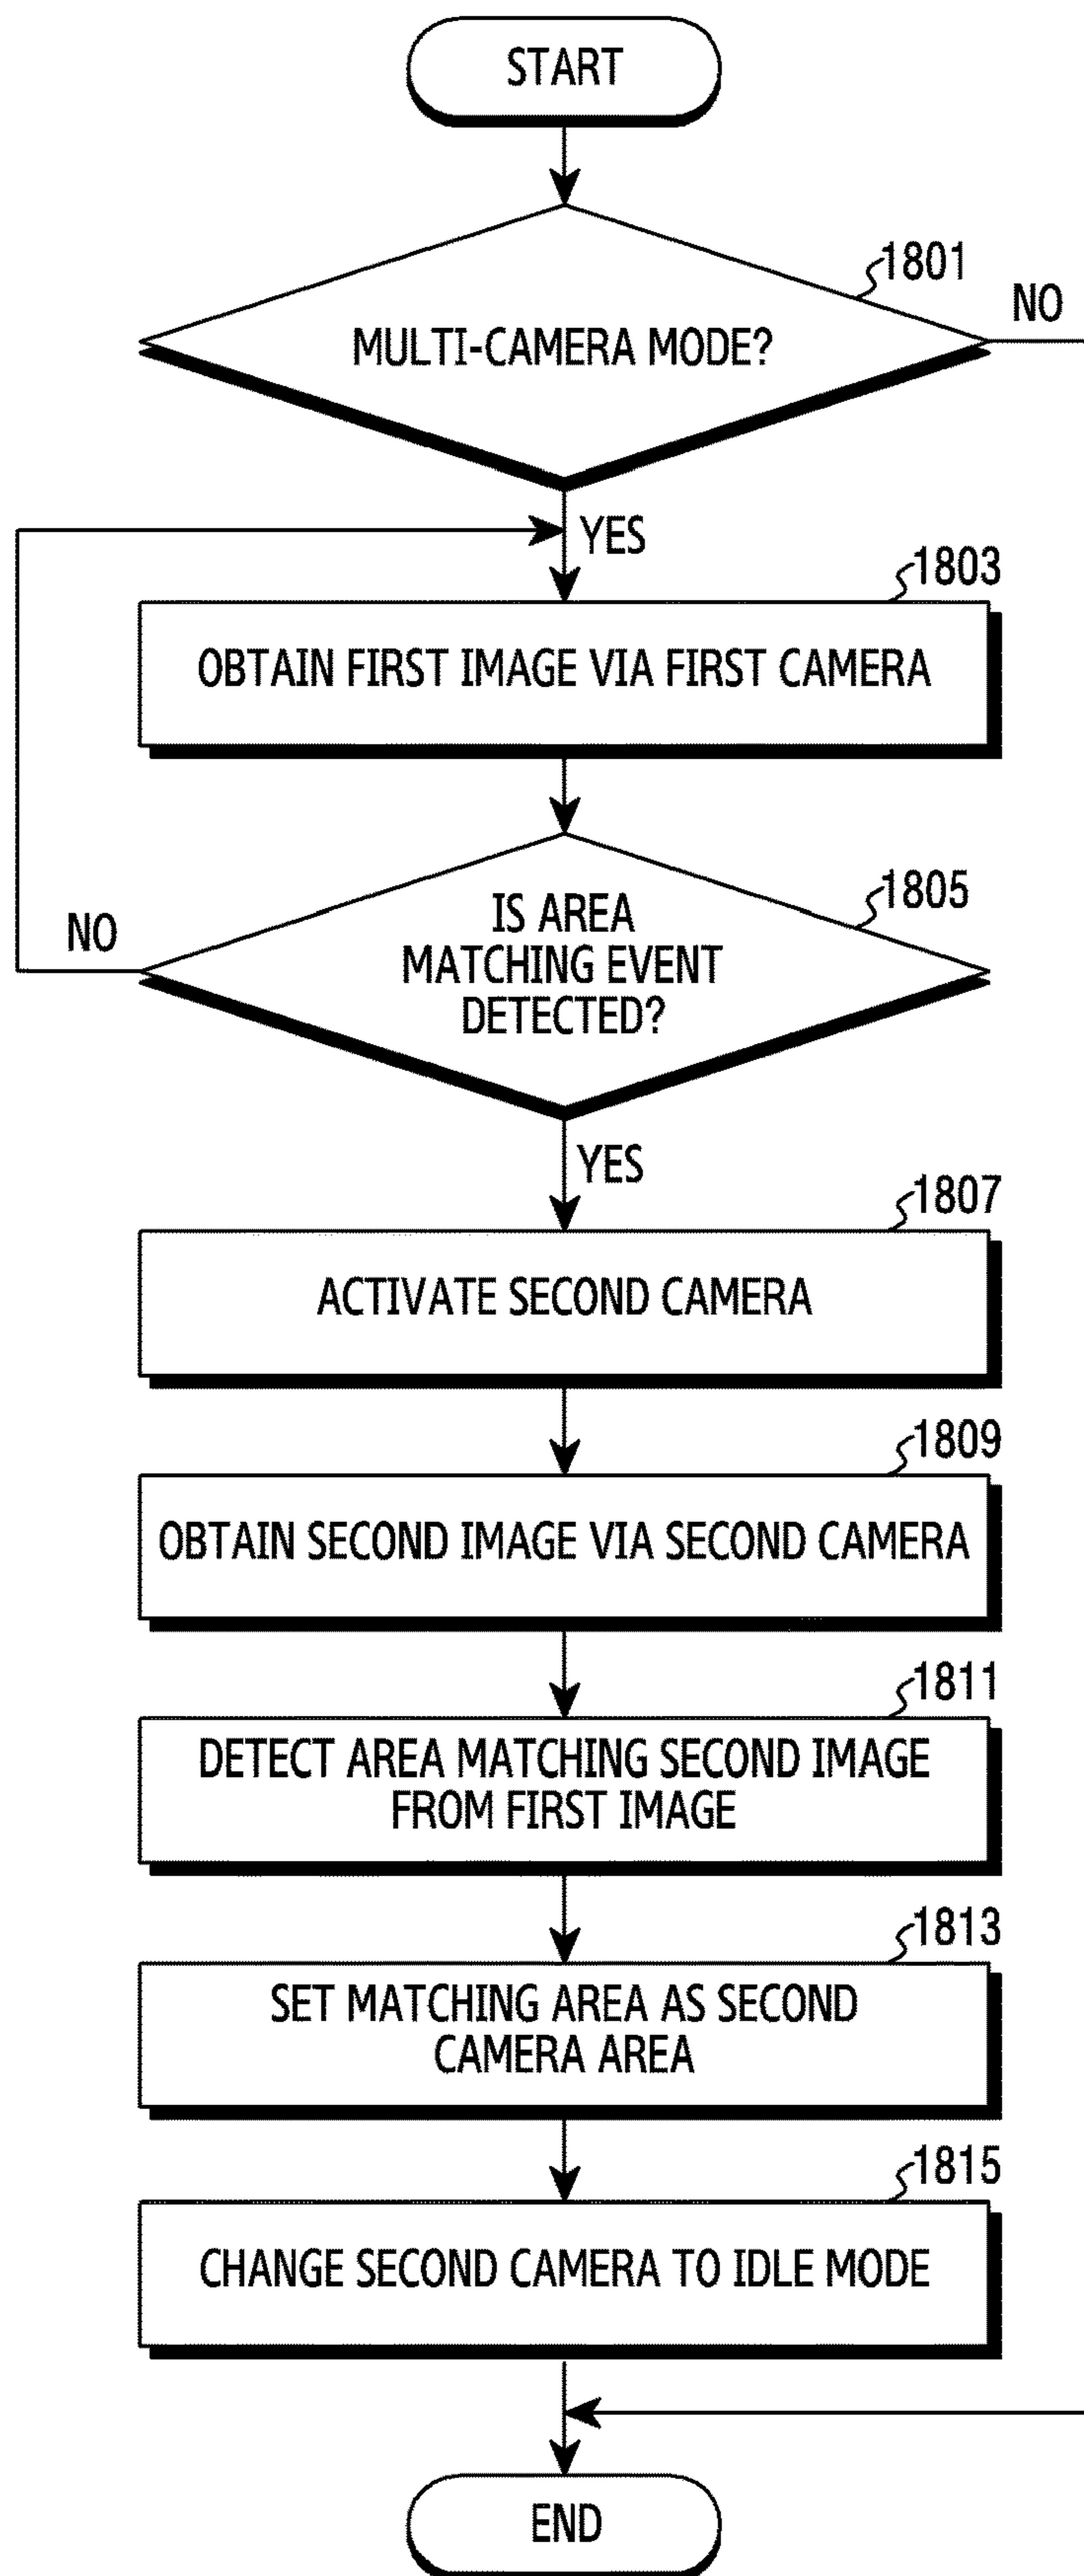 START
1801
NO
MULTI-CAMERA MODE?
YES
1803
OBTAIN FIRST IMAGE VIA FIRST CAMERA
1805
IS AREA
MATCHING EVENT
DETECTED?
NO
YES
1807
ACTIVATE SECOND CAMERA
1809
OBTAIN SECOND IMAGE VIA SECOND CAMERA
1811
DETECT AREA MATCHING SECOND IMAGE
FROM FIRST IMAGE
1813
SET MATCHING AREA AS SECOND
CAMERA AREA
1815
CHANGE SECOND CAMERA TO IDLE MODE
END